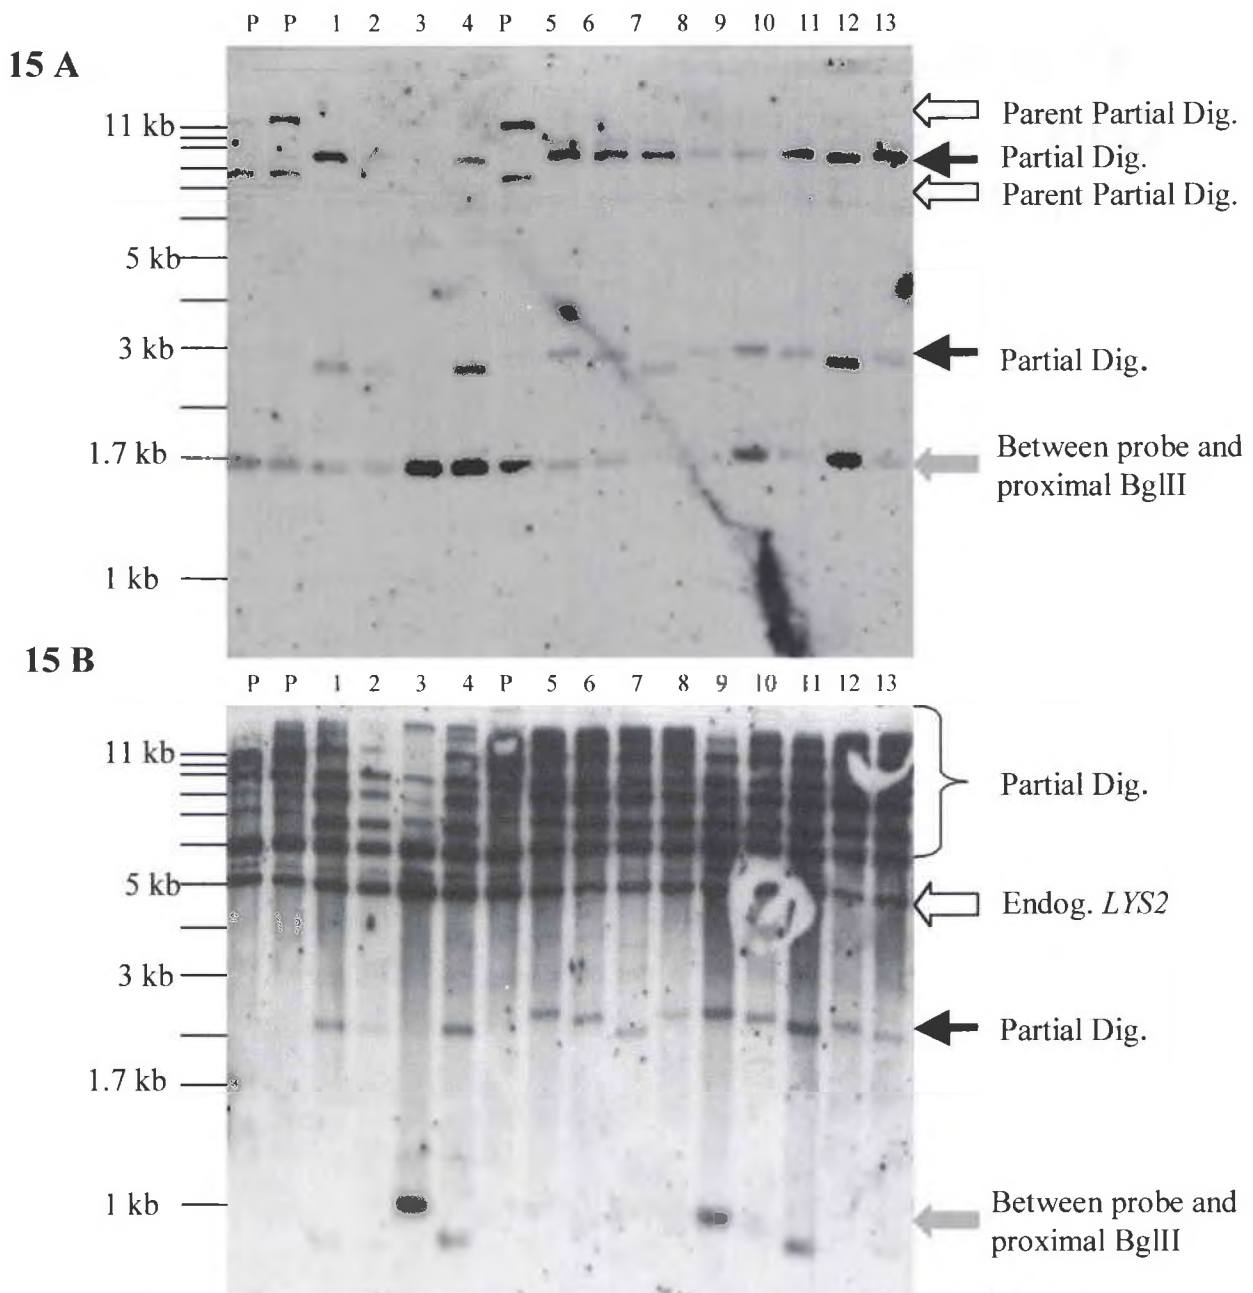 P P 1 2 3 4 P 5 6 7 8 9 10 11 12 13
15 A
11 kb
5 kb
3 kb
1.7 kb
1 kb
Parent Partial Dig.
Partial Dig.
Parent Partial Dig.
Partial Dig.
Between probe and
proximal BglII
15 B
P P 1 2 3 4 P 5 6 7 8 9 10 11 12 13
11 kb
5 kb
3 kb
1.7 kb
1 kb
Partial Dig.
Endog. LYS2
Partial Dig.
Between probe and
proximal BglII